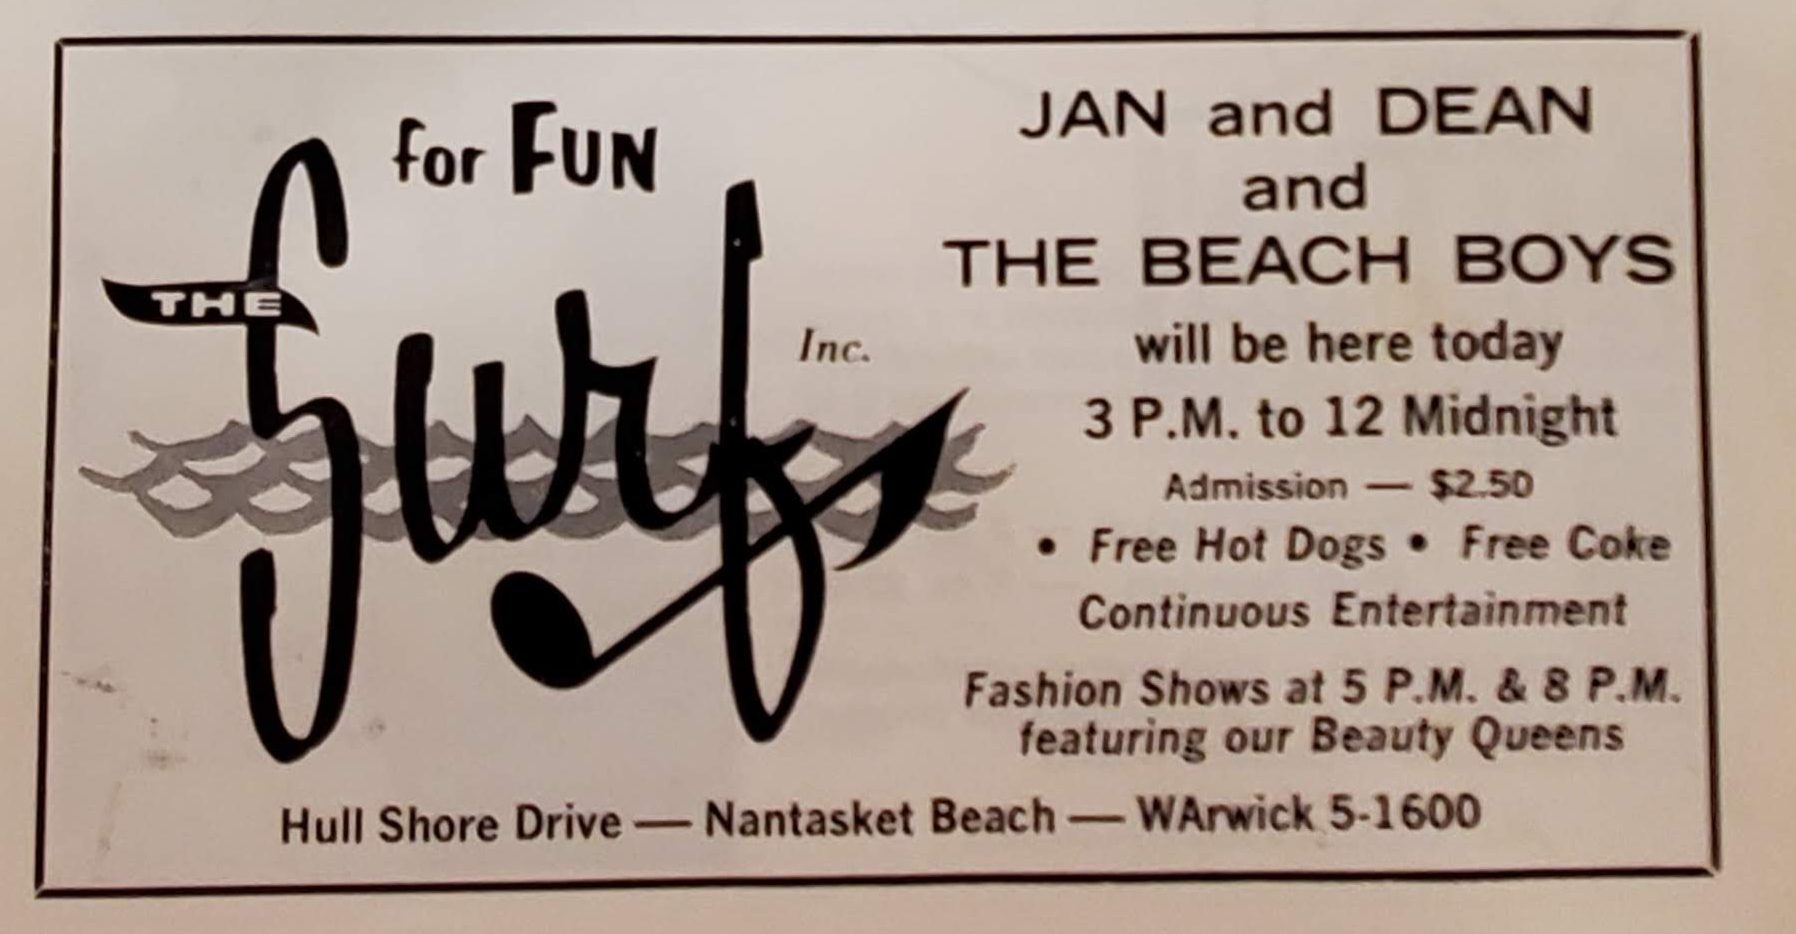 for FUN
THE
Surf
Inc.
JAN and DEAN
and
THE BEACH BOYS
will be here today
3 P.M. to 12 Midnight
Admission — $2.50
• Free Hot Dogs • Free Coke
Continuous Entertainment
Fashion Shows at 5 P.M. & 8 P.M.
featuring our Beauty Queens
Hull Shore Drive — Nantasket Beach — WArwick 5-1600